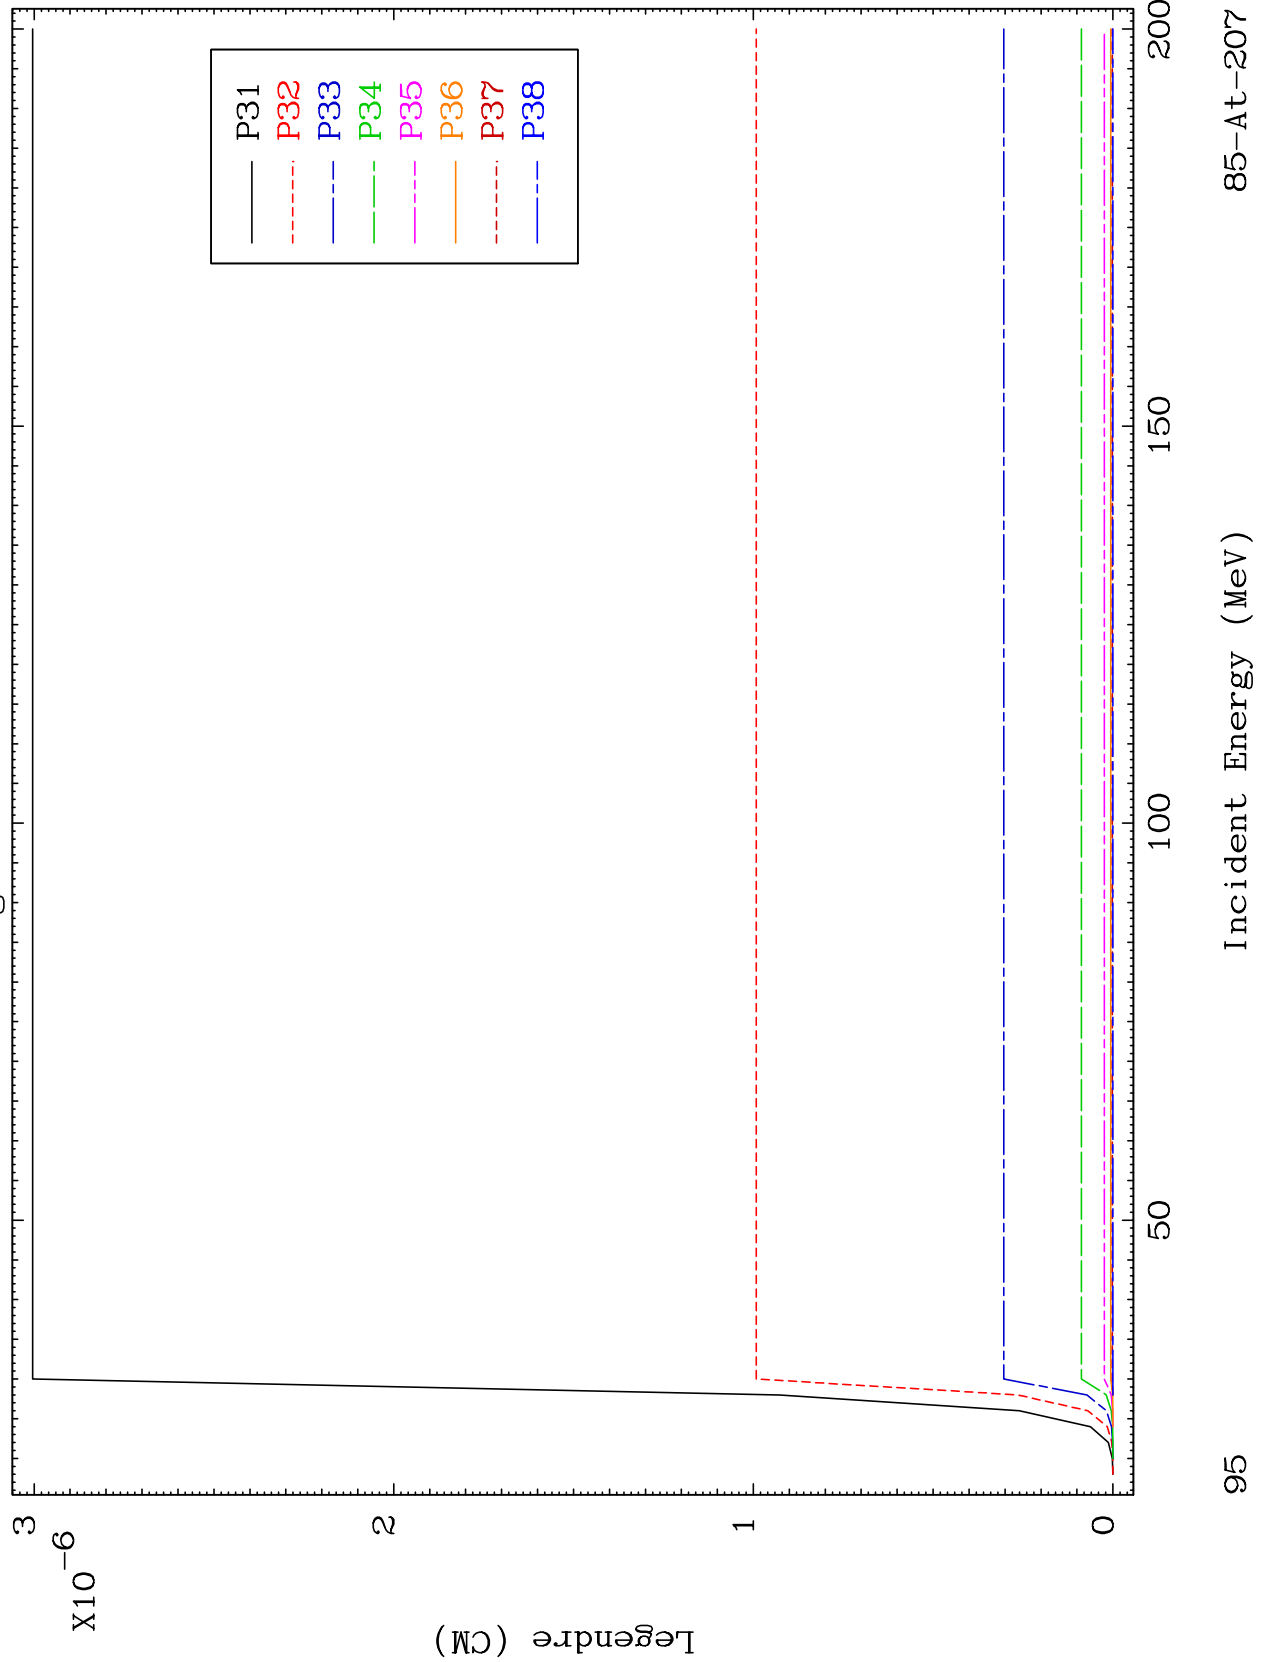 X10-6
3
2
1
0
Legendre (CM)
P31
P32
P33
P34
P35
P36
P37
P38
50
100
150
200
95
Incident Energy (MeV)
85-At-207